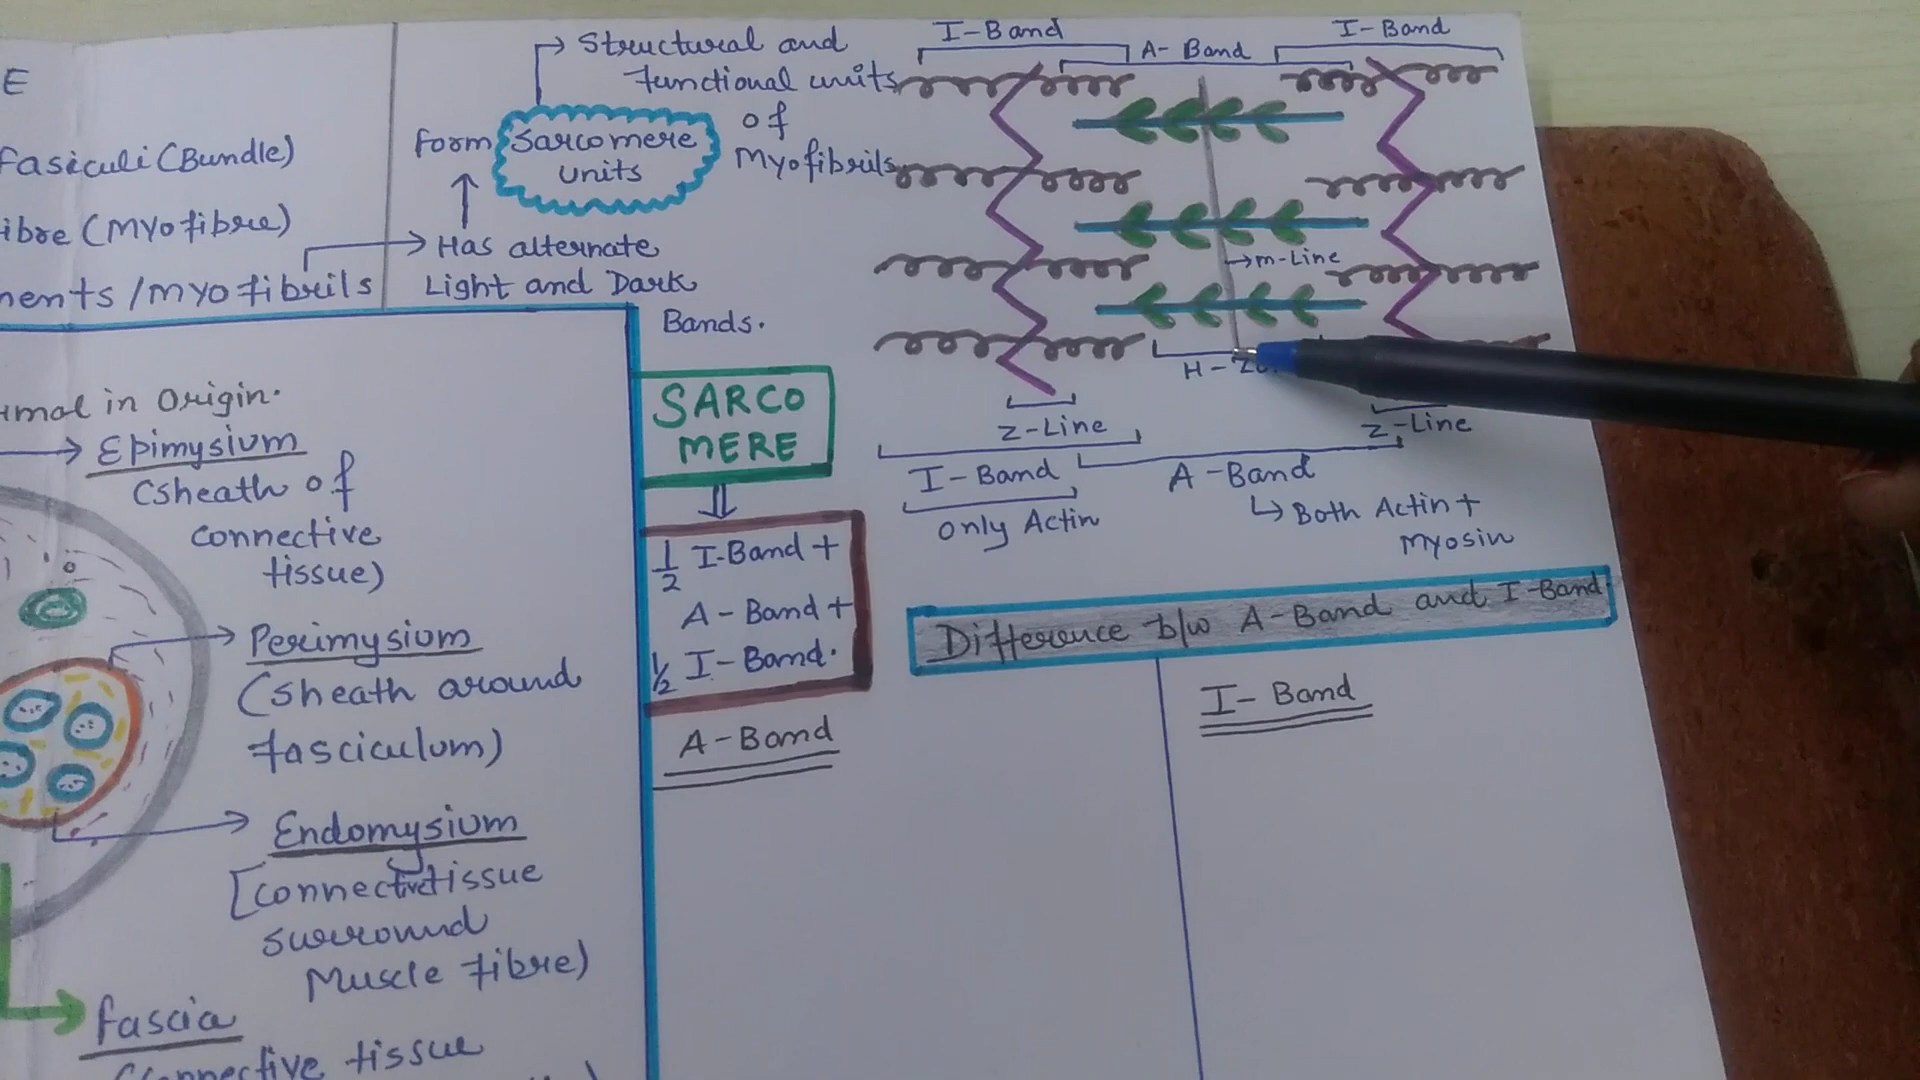 E
fasiculi (Bundle)
ibre (Myofibre)
ments / myofibrils
Structural and
functional units
of
Myofibrils
Form
Sarcomere
units
Has alternate
Light and Dark
Bands.
I-Band
A- Band
I-Band
m-Line
H-
Z-Line
Z-Line
I-Band
only Actin
A-Band
Both Actin +
Myosin
in Origin.
Epimysium
(sheath of
connective
tissue)
Perimysium
(sheath around
fasciculum)
Endomysium
[connective tissue
surround
Muscle fibre)
fascia
(connective tissue
SARCO
MERE
1/2 I-Band +
A-Band +
1/2 I-Band.
Difference b/w A-Band and I-Band
A-Band
I- Band